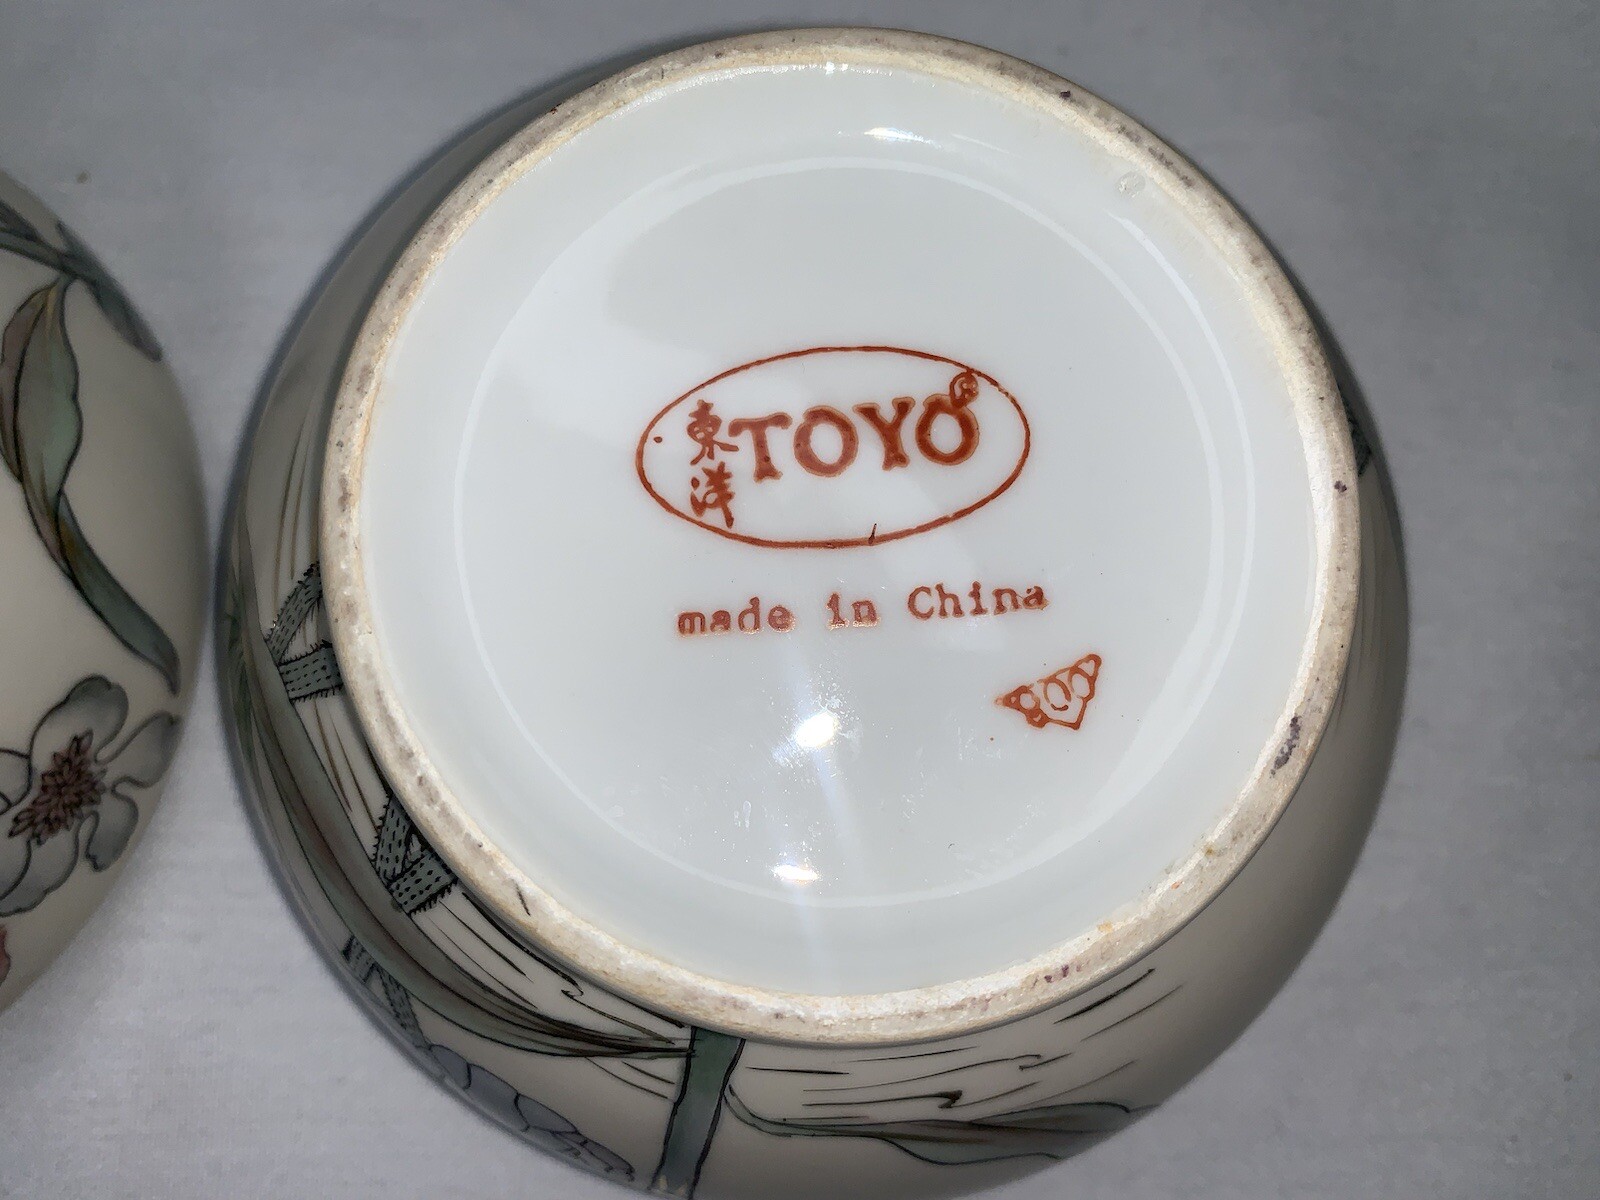 東洋 TOYO®
made in China